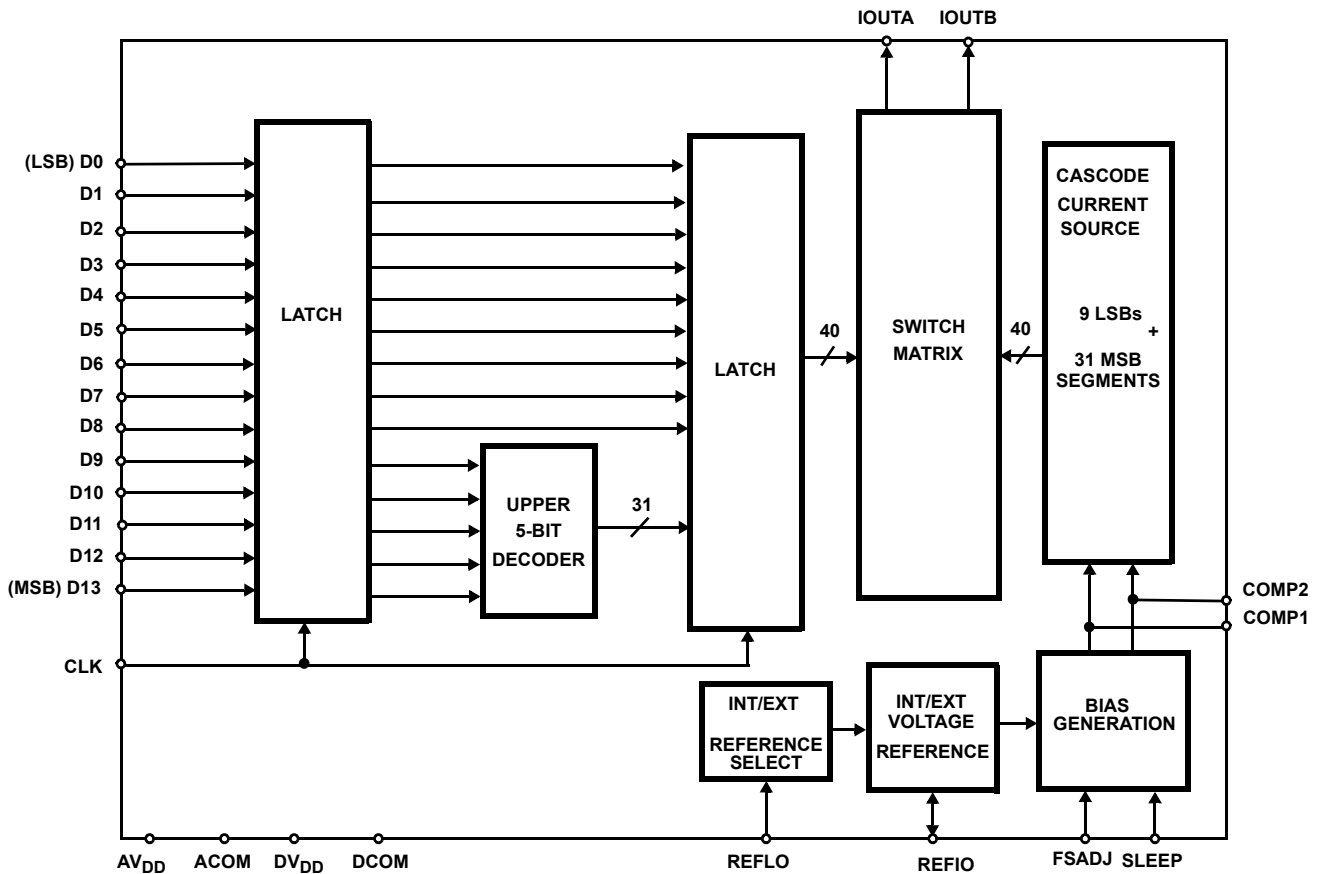 IOUTA IOUTB
(LSB) D0
D1
D2
D3
D4
D5
D6
D7
D8
D9
D10
D11
D12
(MSB) D13
CLK
LATCH
UPPER
5-BIT
DECODER
31
LATCH
40
SWITCH
MATRIX
40
CASCODE
CURRENT
SOURCE
9 LSBs
+
31 MSB
SEGMENTS
COMP2
COMP1
INT/EXT
REFERENCE
SELECT
INT/EXT
VOLTAGE
REFERENCE
BIAS
GENERATION
AVDD ACOM DVDD DCOM REFLO REFIO FSADJ SLEEP